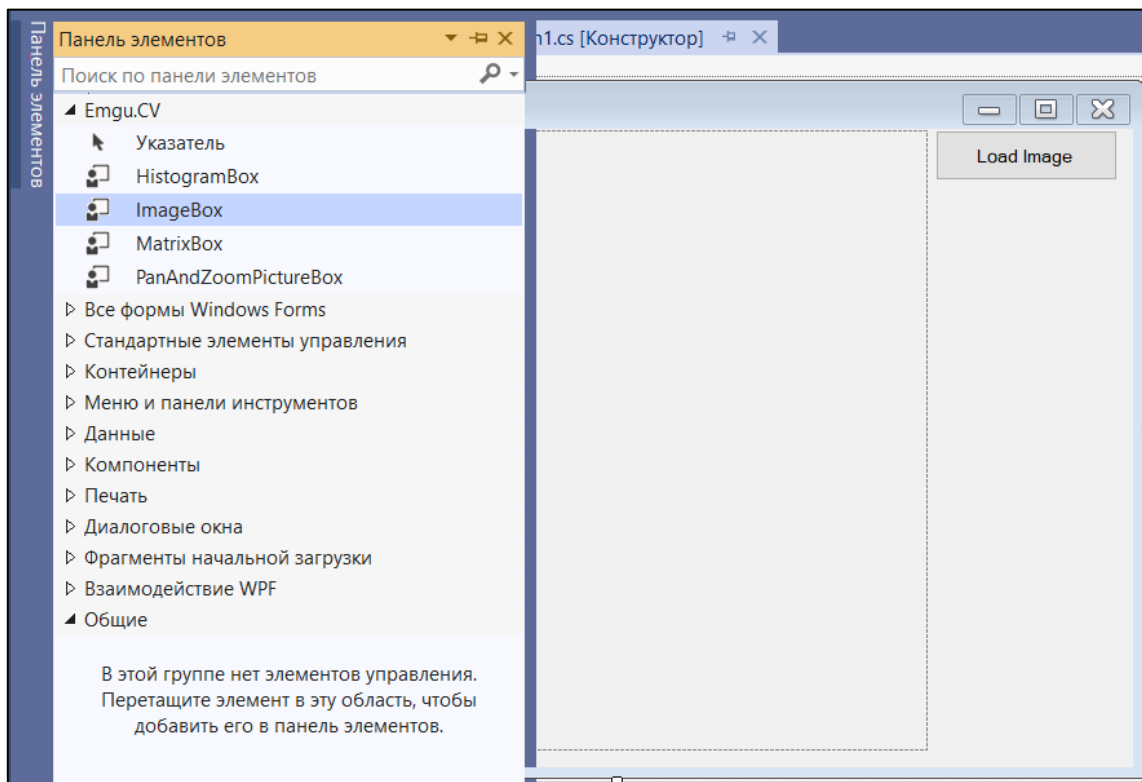 Панель элементов
Панель элементов
n1.cs [Конструктор]
Поиск по панели элементов
Emgu.CV
Указатель
HistogramBox
ImageBox
MatrixBox
PanAndZoomPictureBox
Все формы Windows Forms
Стандартные элементы управления
Контейнеры
Меню и панели инструментов
Данные
Компоненты
Печать
Диалоговые окна
Фрагменты начальной загрузки
Взаимодействие WPF
Общие
В этой группе нет элементов управления.
Перетащите элемент в эту область, чтобы
добавить его в панель элементов.
Load Image